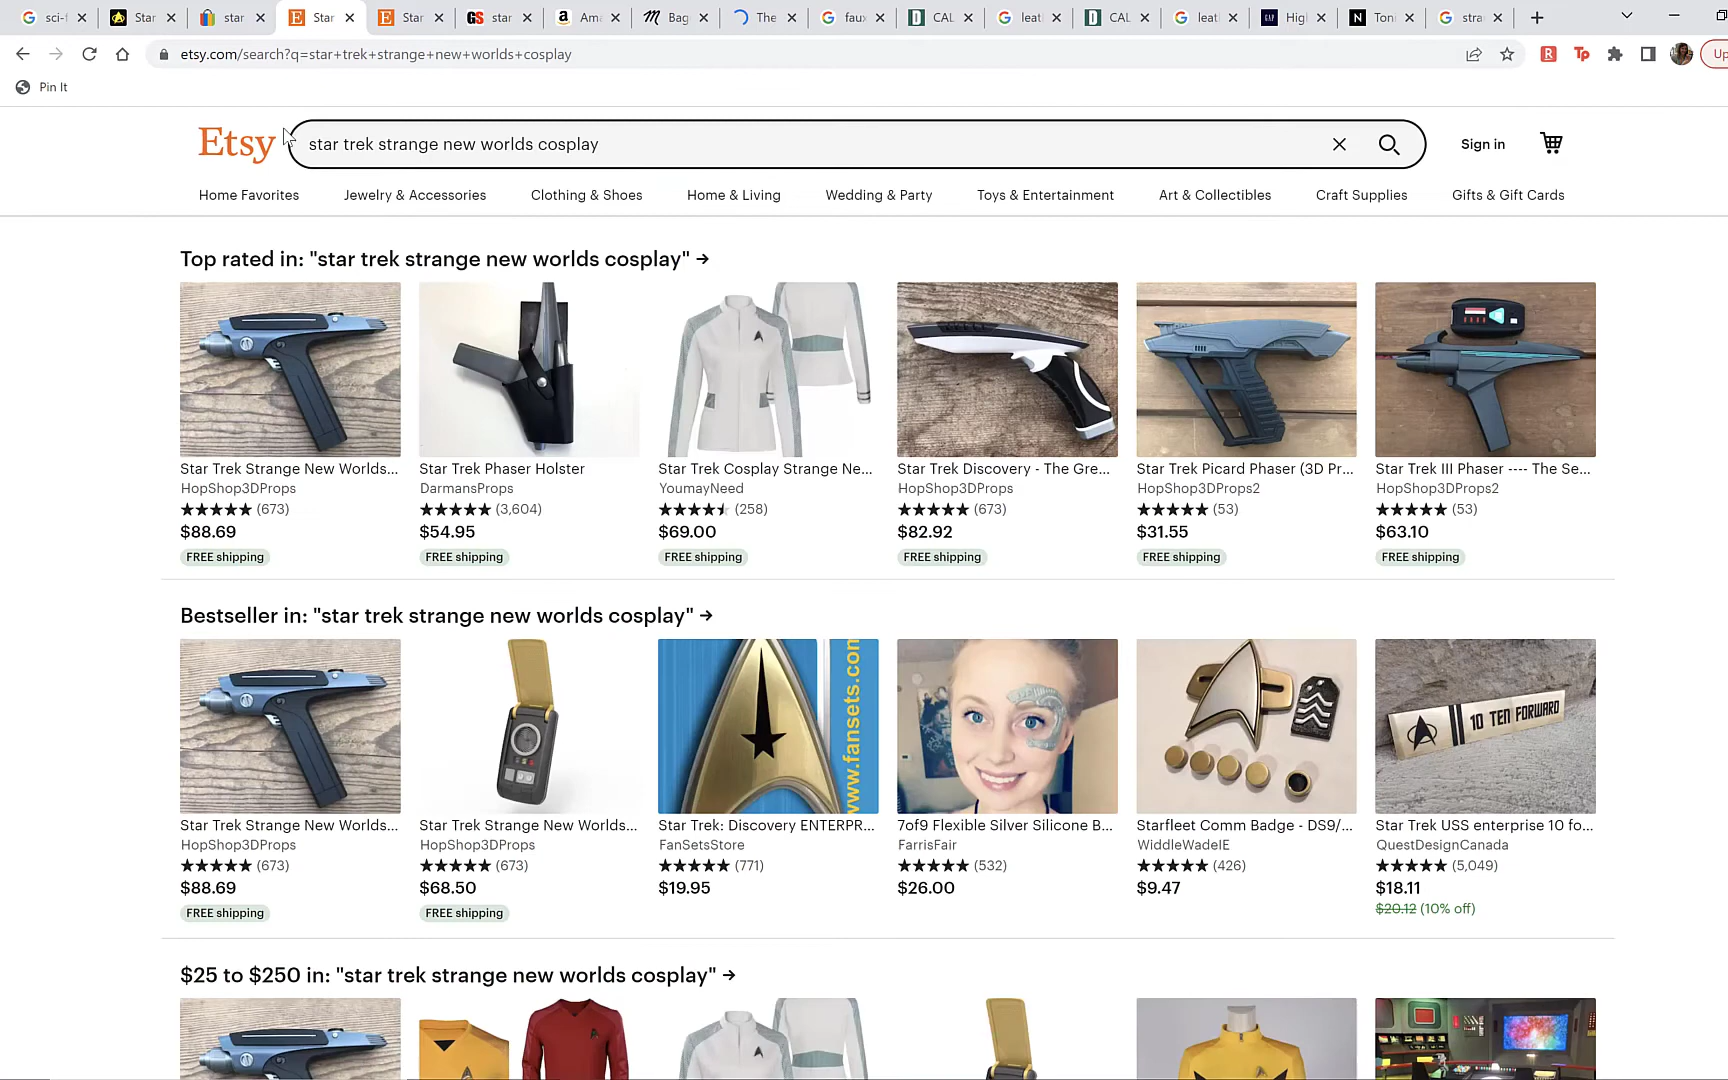 sci-f
Star
star
Star
Star
star
Ama
Bag
The
faux
CAL
leat
CAL
leat
Higl
Toni
stra
etsy.com/search?q=star+trek+strange+new+worlds+cosplay
Up
Pin It
Etsy
star trek strange new worlds cosplay
Sign in
Home Favorites
Jewelry & Accessories
Clothing & Shoes
Home & Living
Wedding & Party
Toys & Entertainment
Art & Collectibles
Craft Supplies
Gifts & Gift Cards
Top rated in: "star trek strange new worlds cosplay" →
Star Trek Strange New Worlds...
HopShop3DProps
(673)
$88.69
FREE shipping
Star Trek Phaser Holster
DarmansProps
(3,604)
$54.95
FREE shipping
Star Trek Cosplay Strange Ne...
YoumayNeed
(258)
$69.00
FREE shipping
Star Trek Discovery - The Gre...
HopShop3DProps
(673)
$82.92
FREE shipping
Star Trek Picard Phaser (3D Pr...
HopShop3DProps2
(53)
$31.55
FREE shipping
Star Trek III Phaser ---- The Se...
HopShop3DProps2
(53)
$63.10
FREE shipping
Bestseller in: "star trek strange new worlds cosplay" →
Star Trek Strange New Worlds...
HopShop3DProps
(673)
$88.69
FREE shipping
Star Trek Strange New Worlds...
HopShop3DProps
(673)
$68.50
FREE shipping
www.fansets.com
Star Trek: Discovery ENTERPR...
FanSetsStore
(771)
$19.95
7of9 Flexible Silver Silicone B...
FarrisFair
(532)
$26.00
Starfleet Comm Badge - DS9/...
WiddleWadeIE
(426)
$9.47
10 TEN FORWARD
Star Trek USS enterprise 10 fo...
QuestDesignCanada
(5,049)
$18.11
$20.12 (10% off)
$25 to $250 in: "star trek strange new worlds cosplay" →